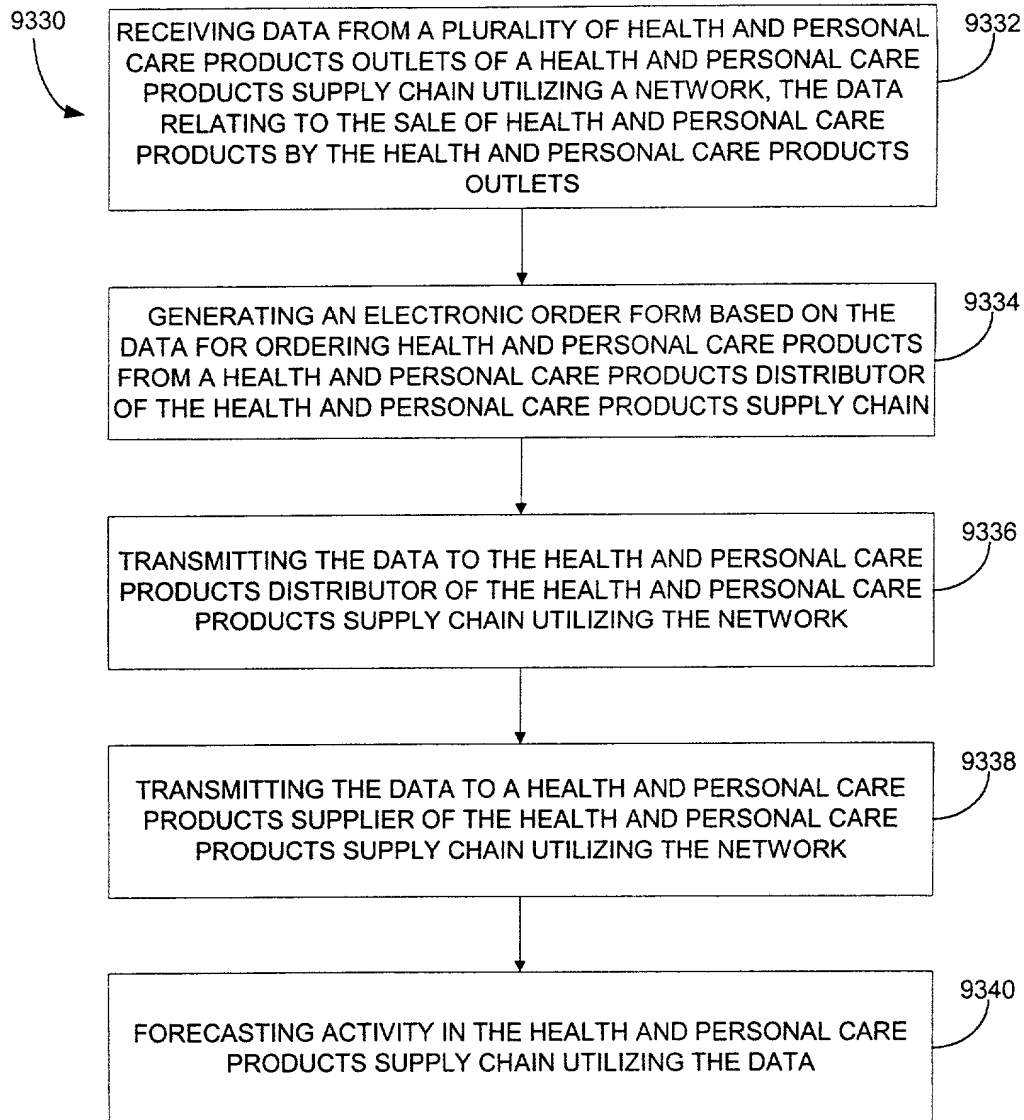 9330
RECEIVING DATA FROM A PLURALITY OF HEALTH AND PERSONAL
CARE PRODUCTS OUTLETS OF A HEALTH AND PERSONAL CARE
PRODUCTS SUPPLY CHAIN UTILIZING A NETWORK, THE DATA
RELATING TO THE SALE OF HEALTH AND PERSONAL CARE
PRODUCTS BY THE HEALTH AND PERSONAL CARE PRODUCTS
OUTLETS
9332
GENERATING AN ELECTRONIC ORDER FORM BASED ON THE
DATA FOR ORDERING HEALTH AND PERSONAL CARE PRODUCTS
FROM A HEALTH AND PERSONAL CARE PRODUCTS DISTRIBUTOR
OF THE HEALTH AND PERSONAL CARE PRODUCTS SUPPLY CHAIN
9334
TRANSMITTING THE DATA TO THE HEALTH AND PERSONAL CARE
PRODUCTS DISTRIBUTOR OF THE HEALTH AND PERSONAL CARE
PRODUCTS SUPPLY CHAIN UTILIZING THE NETWORK
9336
TRANSMITTING THE DATA TO A HEALTH AND PERSONAL CARE
PRODUCTS SUPPLIER OF THE HEALTH AND PERSONAL CARE
PRODUCTS SUPPLY CHAIN UTILIZING THE NETWORK
9338
FORECASTING ACTIVITY IN THE HEALTH AND PERSONAL CARE
PRODUCTS SUPPLY CHAIN UTILIZING THE DATA
9340